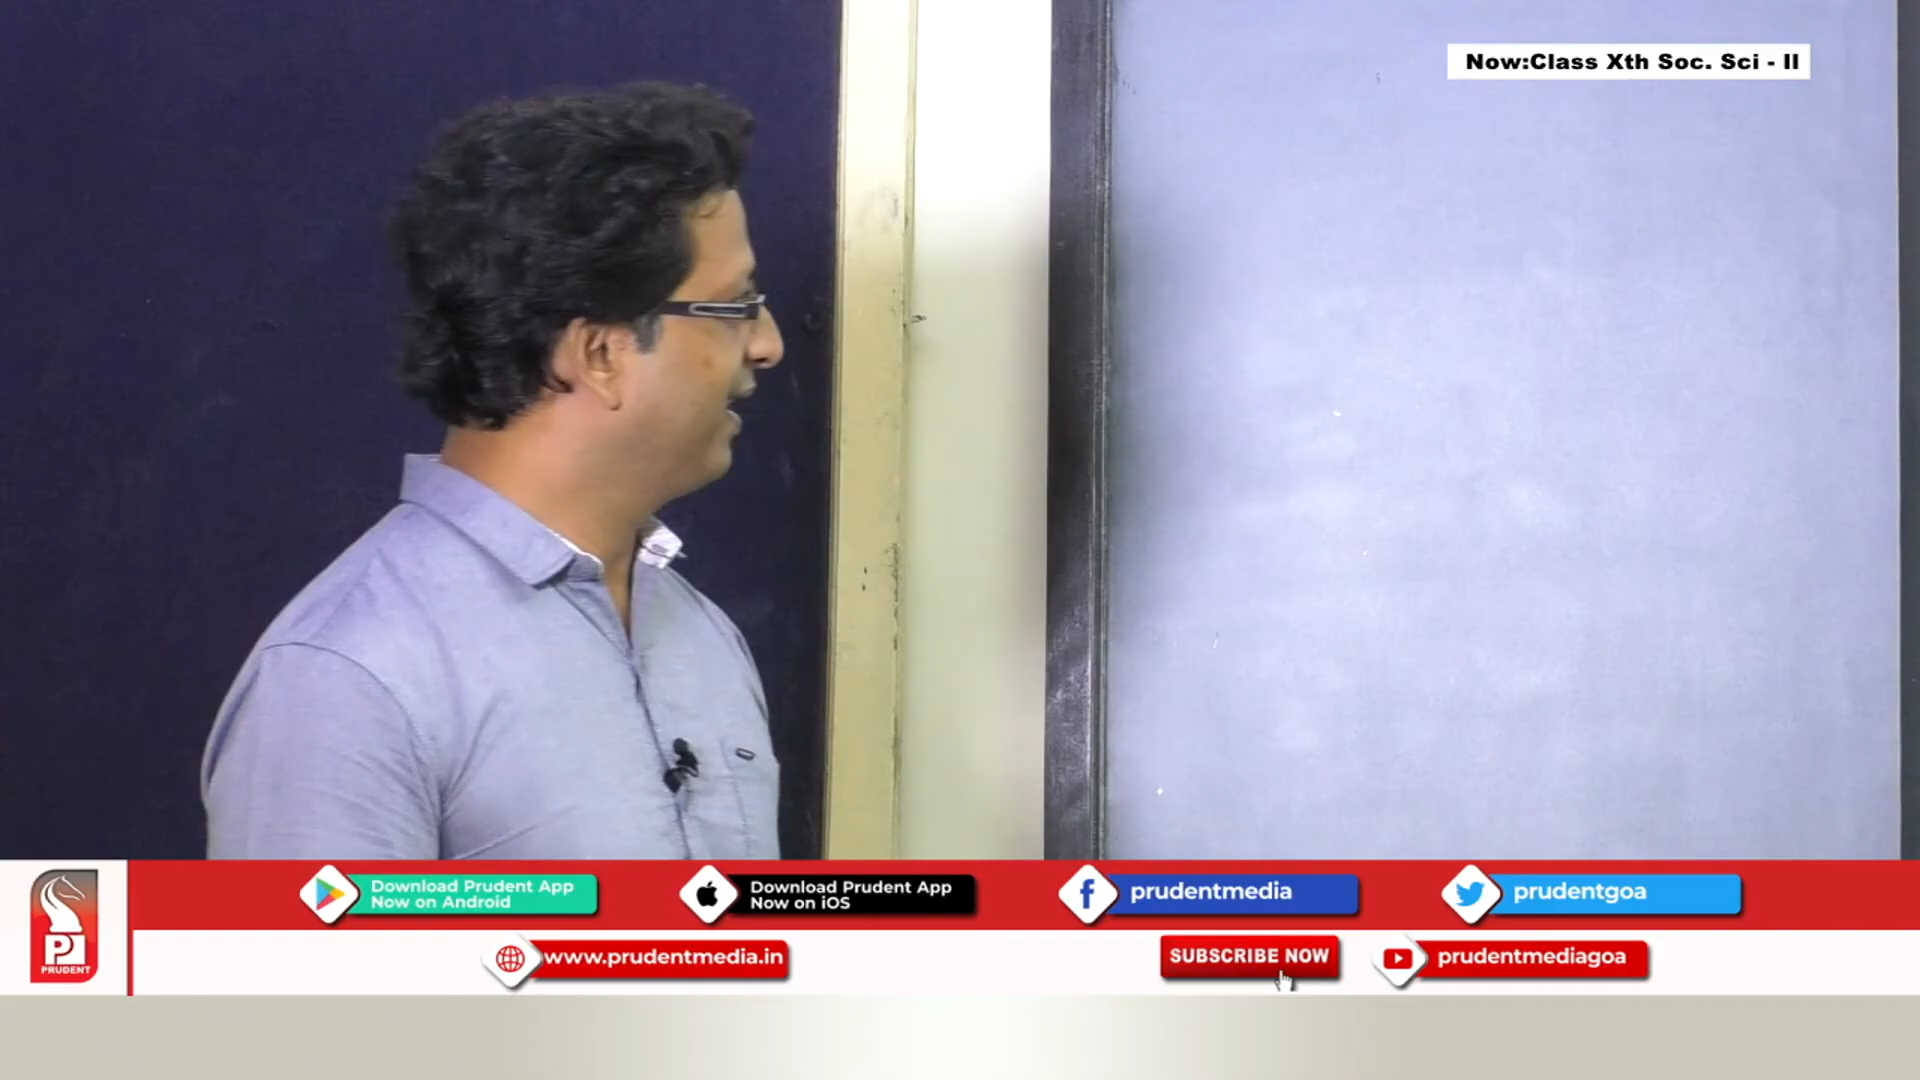 Now:Class Xth Soc. Sci - II
Download Prudent App
Now on Android
Download Prudent App
Now on iOS
prudentmedia
prudentgoa
P
PRUDENT
www.prudentmedia.in
SUBSCRIBE NOW
prudentmediagoa